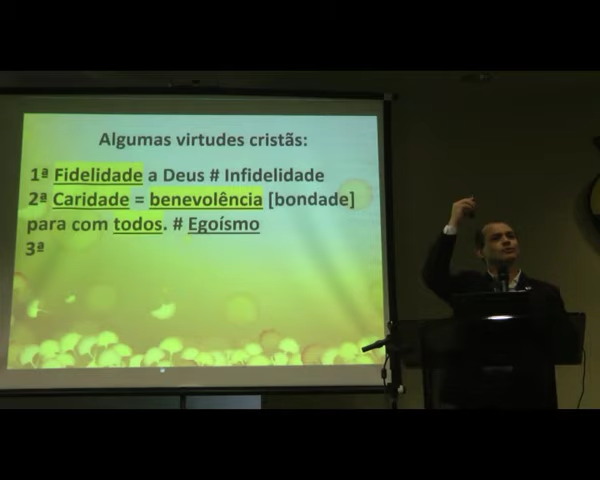 Algumas virtudes cristãs:
1ª Fidelidade a Deus # Infidelidade
2ª Caridade = benevolência [bondade]
para com todos. # Egoísmo
3ª